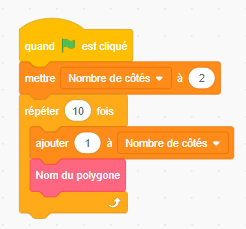 quand est cliqué
mettre Nombre de côtés à 2
répéter 10 fois
ajouter 1 à Nombre de côtés
Nom du polygone